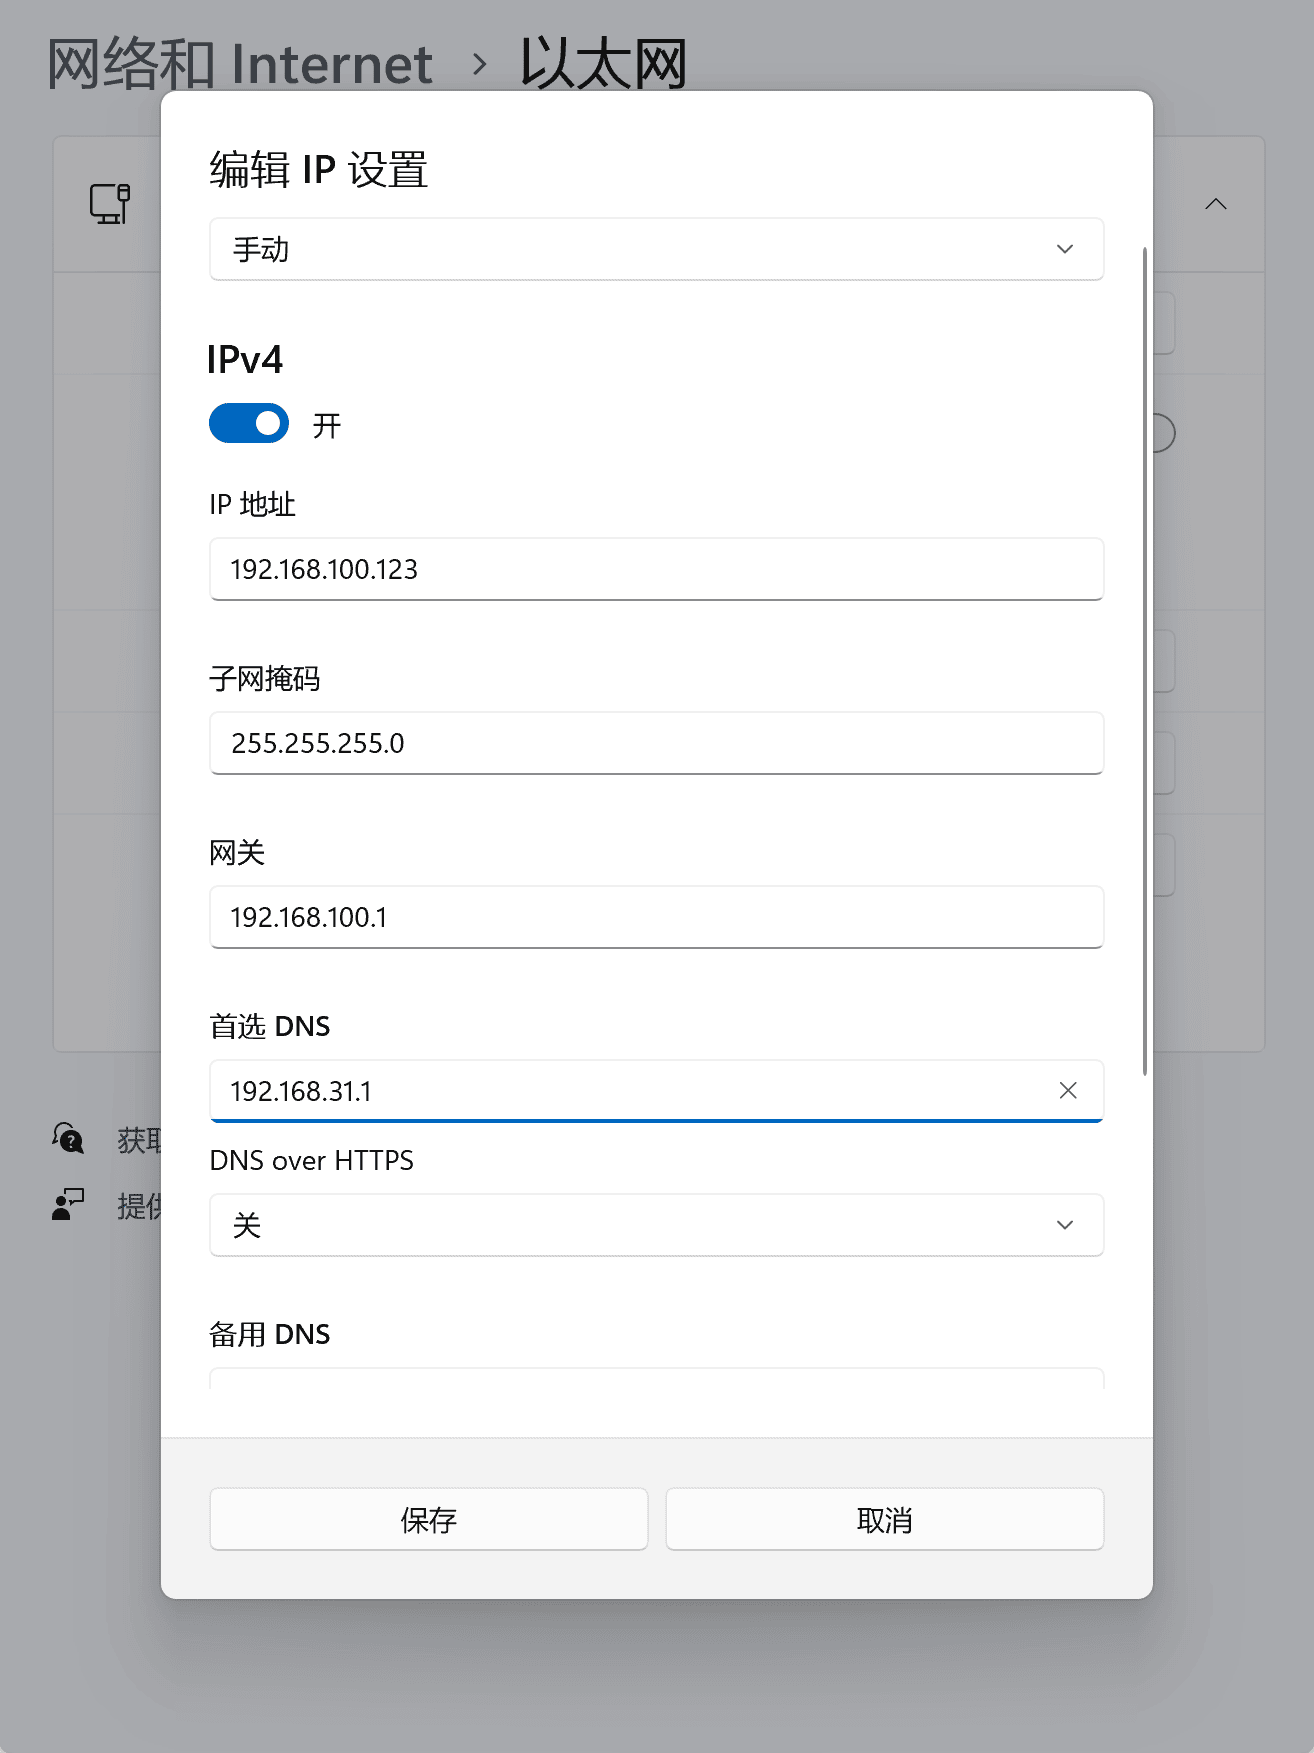 网络和 Internet › 以太网
编辑 IP 设置
手动
IPv4
开
IP 地址
192.168.100.123
子网掩码
255.255.255.0
网关
192.168.100.1
首选 DNS
192.168.31.1
DNS over HTTPS
关
备用 DNS
保存
取消
获取
提供